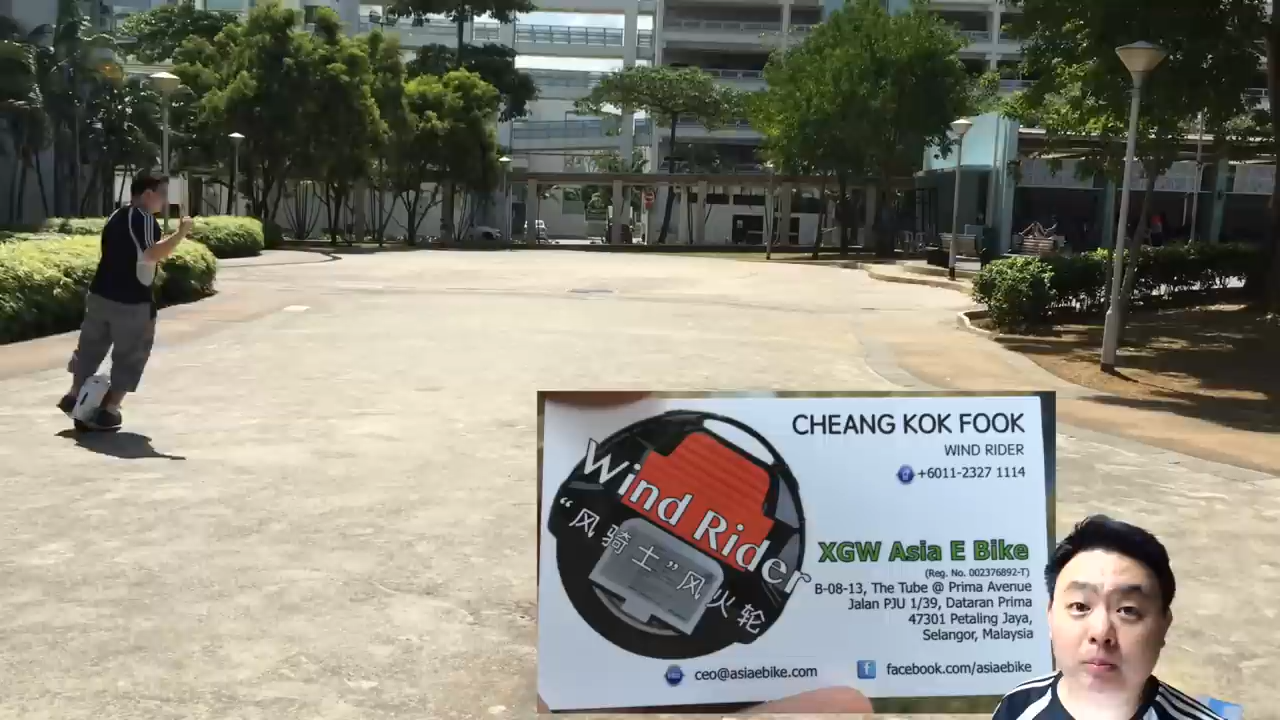 CHEANG KOK FOOK
WIND RIDER
+6011-2327 1114
Wind Rider
“风骑士”风火轮
XGW Asia E Bike
(Reg. No. 002376892-T)
B-08-13, The Tube @ Prima Avenue
Jalan PJU 1/39, Dataran Prima
47301 Petaling Jaya,
Selangor, Malaysia
ceo@asiaebike.com
facebook.com/asiaebike